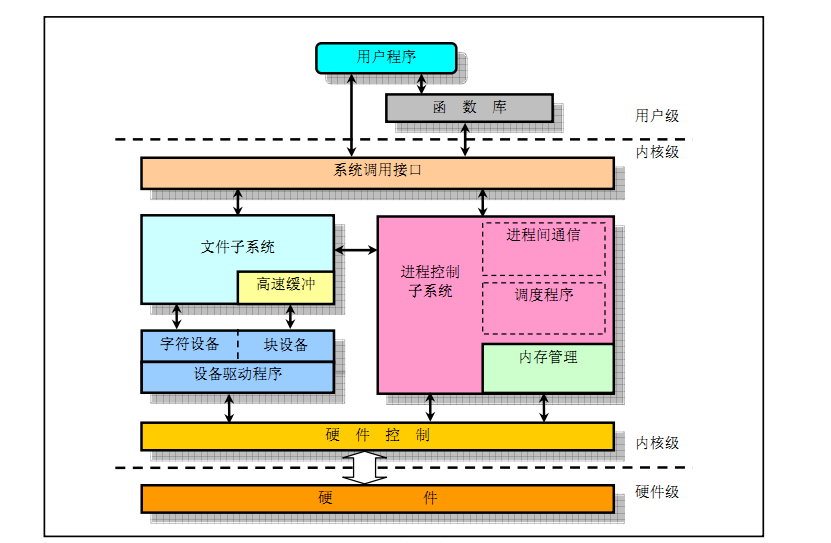 用户程序
函 数 库
用户级
内核级
系统调用接口
文件子系统
高速缓冲
进程控制
子系统
进程间通信
调度程序
内存管理
字符设备
块设备
设备驱动程序
硬 件 控 制
内核级
硬件级
硬 件